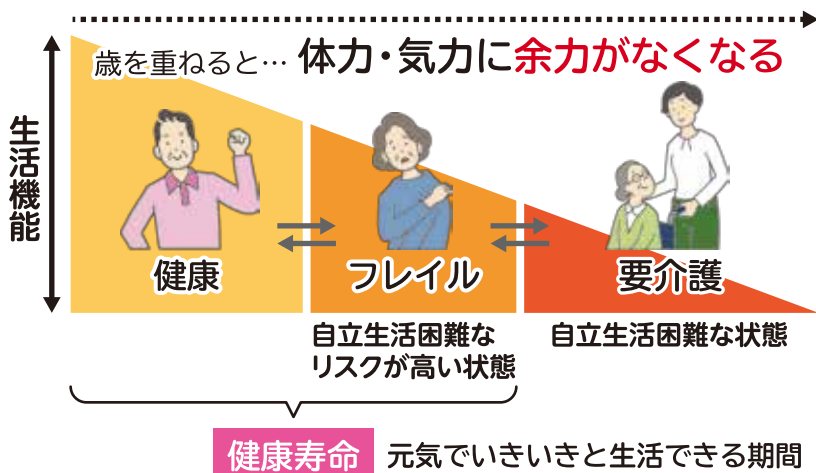 歳を重ねると… 体力・気力に余力がなくなる
生活機能
健康
フレイル
要介護
自立生活困難な
リスクが高い状態
自立生活困難な状態
健康寿命 元気でいきいきと生活できる期間